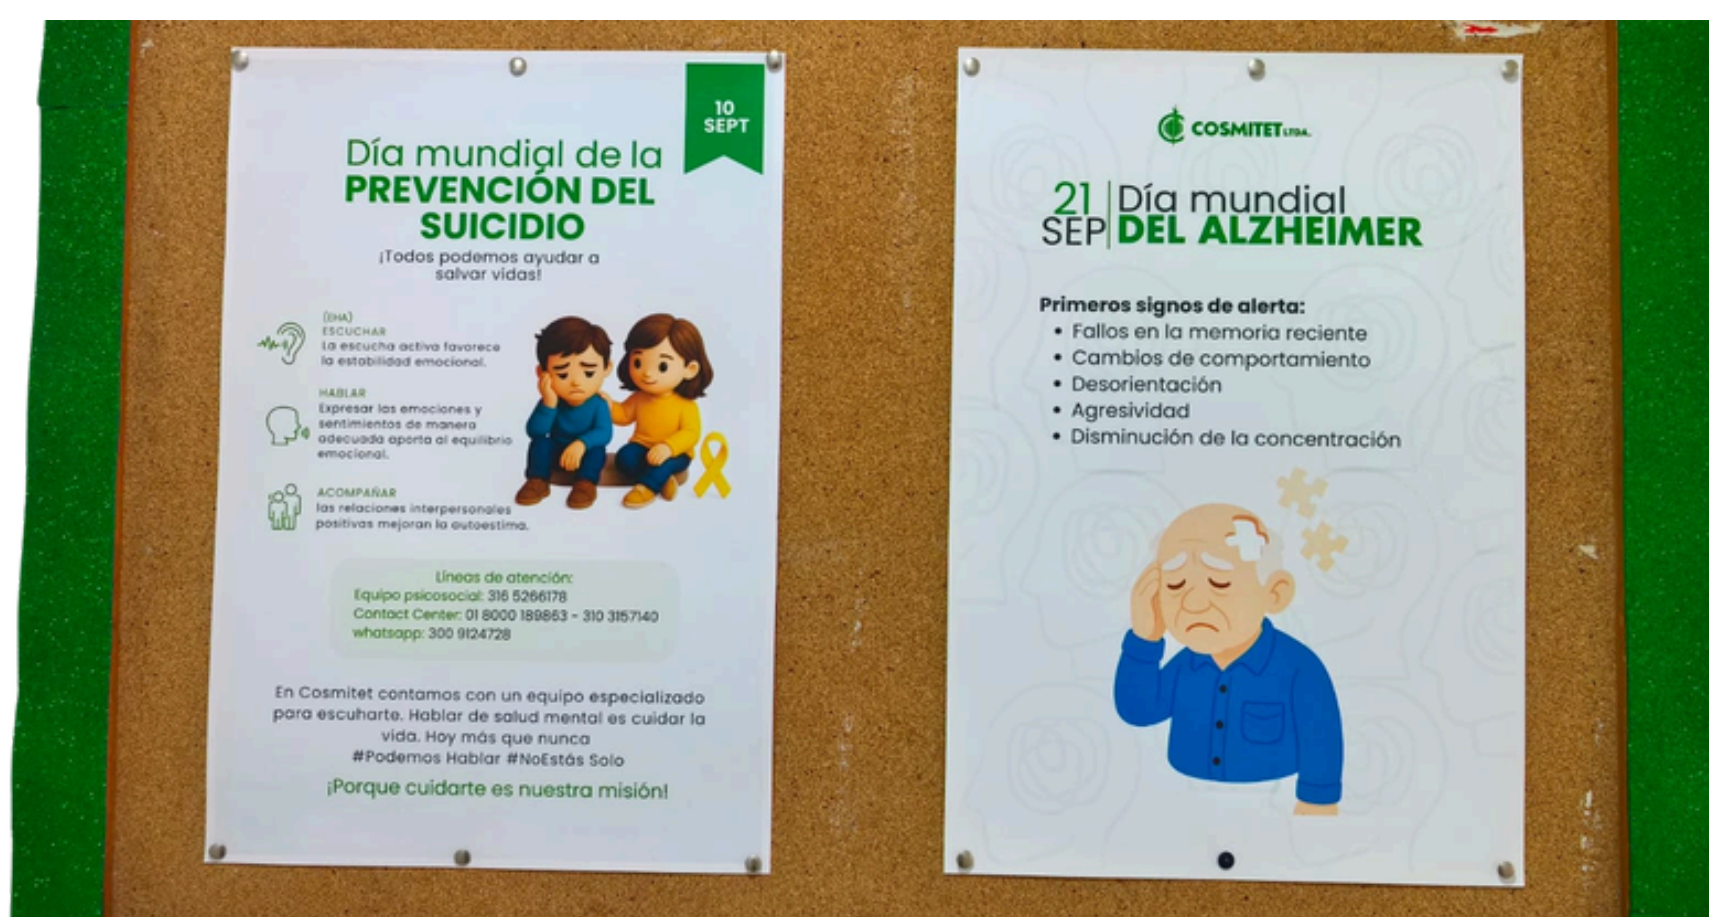 10
SEPT
Día mundial de la
PREVENCIÓN DEL
SUICIDIO
¡Todos podemos ayudar a
salvar vidas!
(EHA)
ESCUCHAR
La escucha activa favorece
la estabilidad emocional.
HABLAR
Expresar las emociones y
sentimientos de manera
adecuada aporta al equilibrio
emocional.
ACOMPAÑAR
las relaciones interpersonales
positivas mejoran la autoestima.
Líneas de atención:
Equipo psicosocial: 316 5266178
Contact Center: 01 8000 189863 - 310 3157140
whatsapp: 300 9124728
En Cosmitet contamos con un equipo especializado
para escuharte. Hablar de salud mental es cuidar la
vida. Hoy más que nunca
#Podemos Hablar #NoEstás Solo
¡Porque cuidarte es nuestra misión!
COSMITET LTDA.
21 SEP
Día mundial
DEL ALZHEIMER
Primeros signos de alerta:
• Fallos en la memoria reciente
• Cambios de comportamiento
• Desorientación
• Agresividad
• Disminución de la concentración